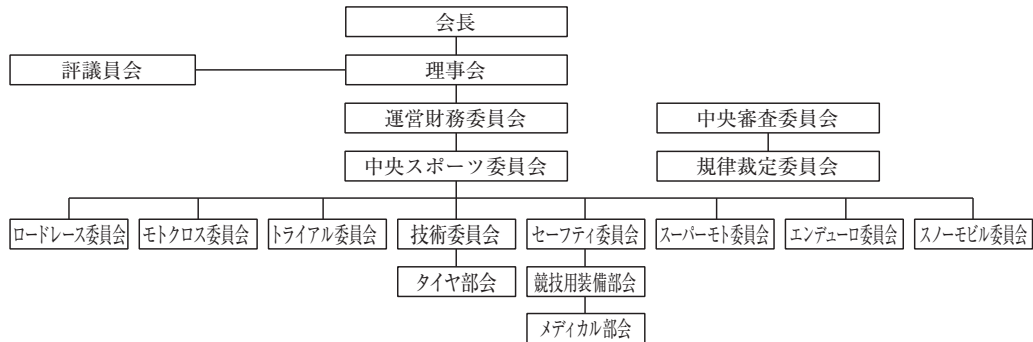 会長
評議員会
理事会
運営財務委員会
中央審査委員会
中央スポーツ委員会
規律裁定委員会
ロードレース委員会
モトクロス委員会
トライアル委員会
技術委員会
セーフティ委員会
スーパーモト委員会
エンデューロ委員会
スノーモビル委員会
タイヤ部会
競技用装備部会
メディカル部会